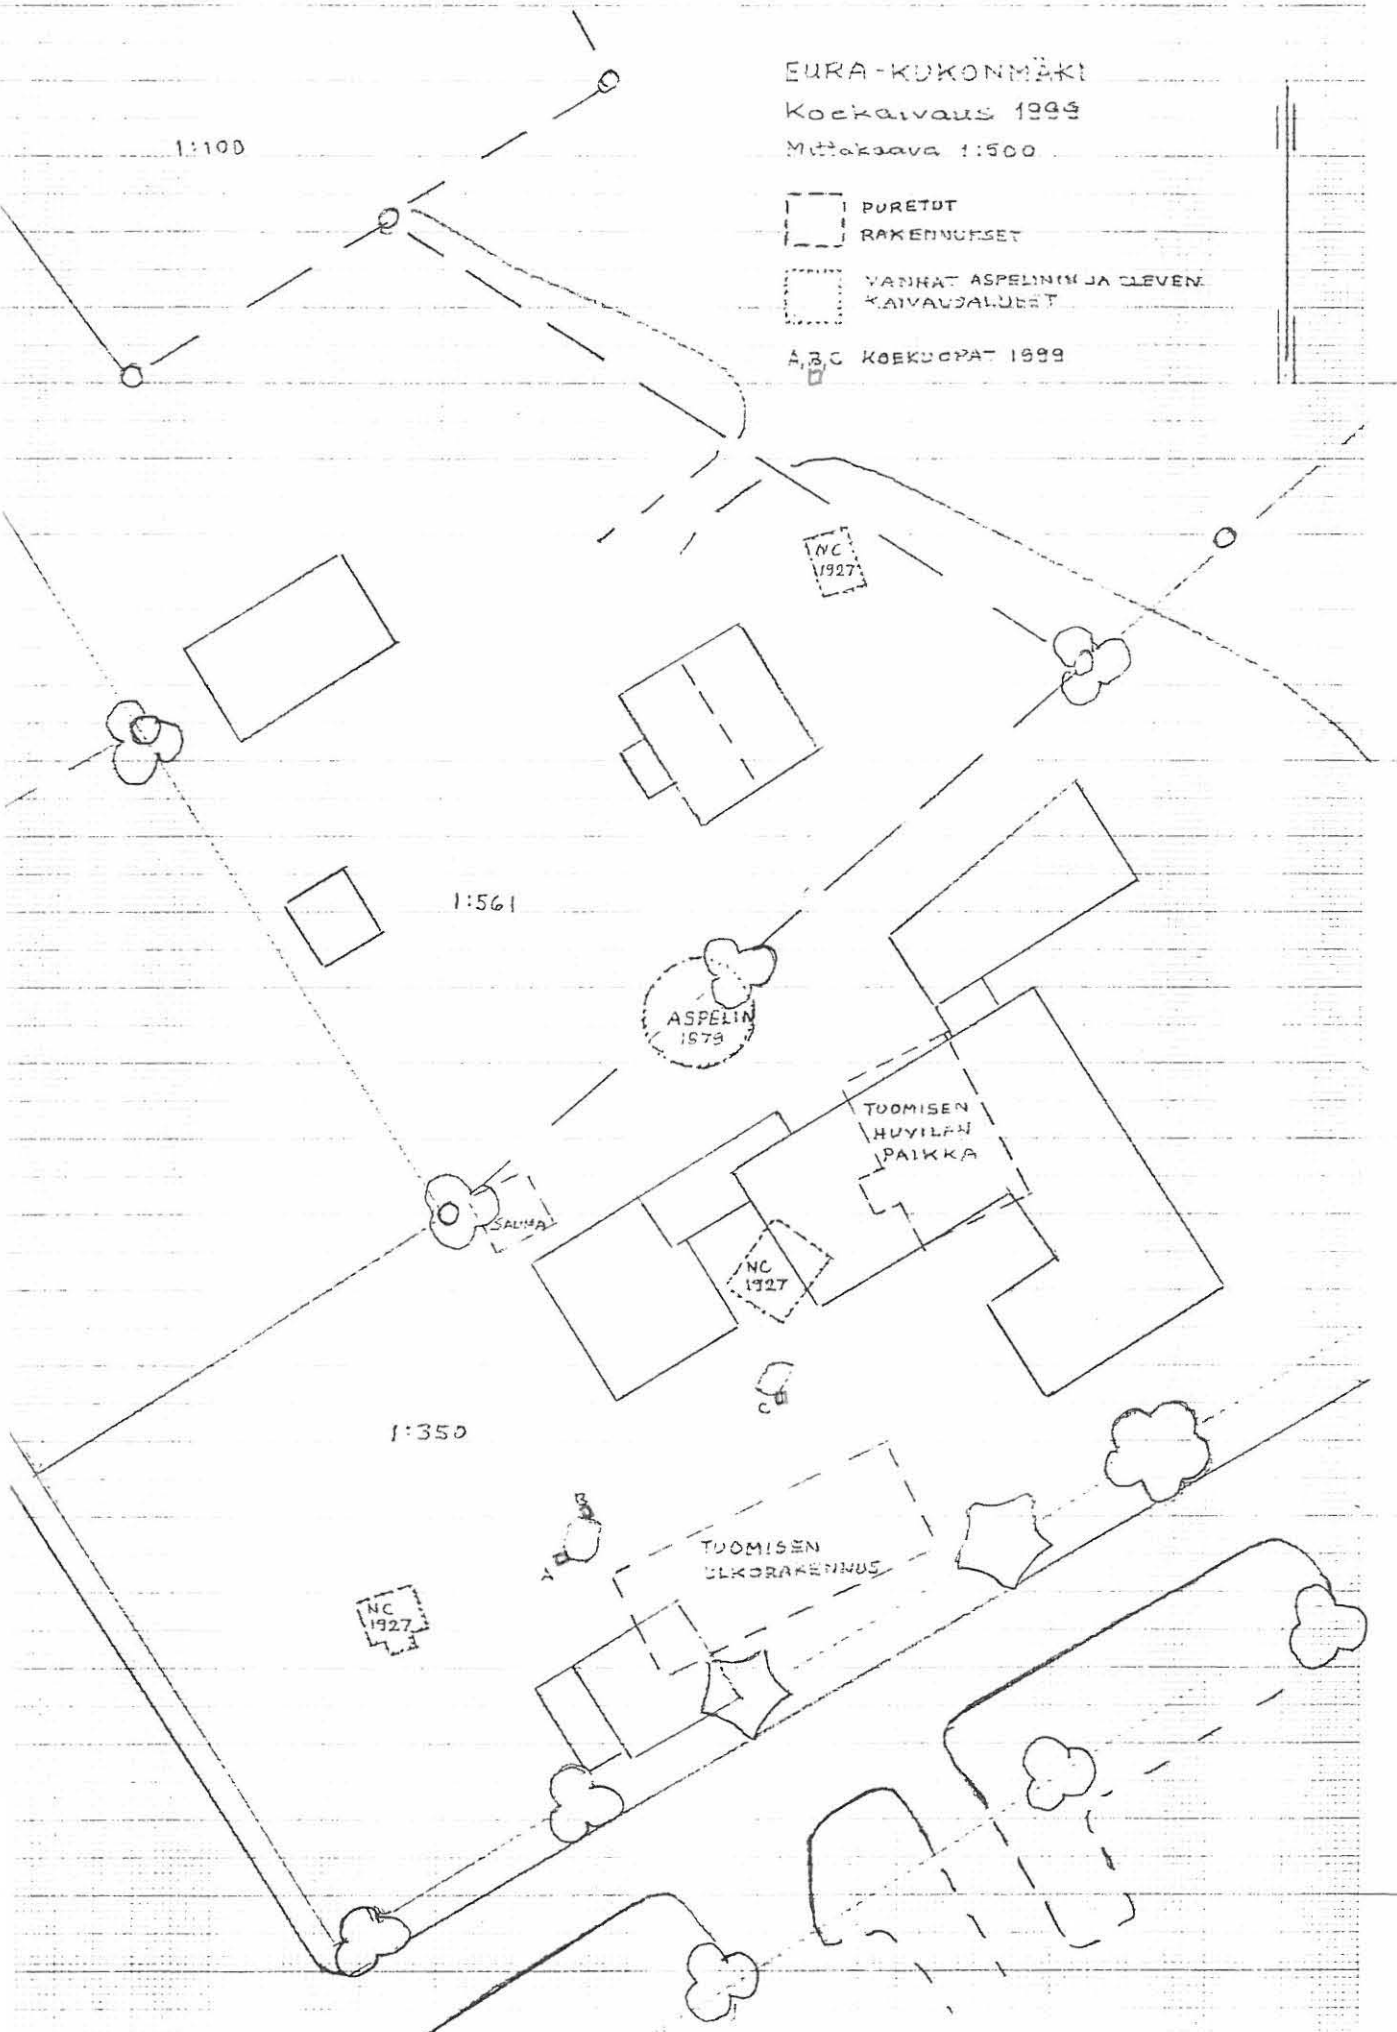 EURA-KUKONMÄKI
Koekaivaus 1999
Mittakaava 1:500
PURETUT
RAKENNUKSET
VANHAT ASPELININ JA CLEVEN
KAIVAUSALUEET
A,B,C KOEKUOPAT 1999
1:100
NC
1927
1:561
ASPELIN
1879
TUOMISEN
HUVILAN
PAIKKA
SAUNA
NC
1927
C
1:350
B
A
TUOMISEN
ULKORAKENNUS
NC
1927